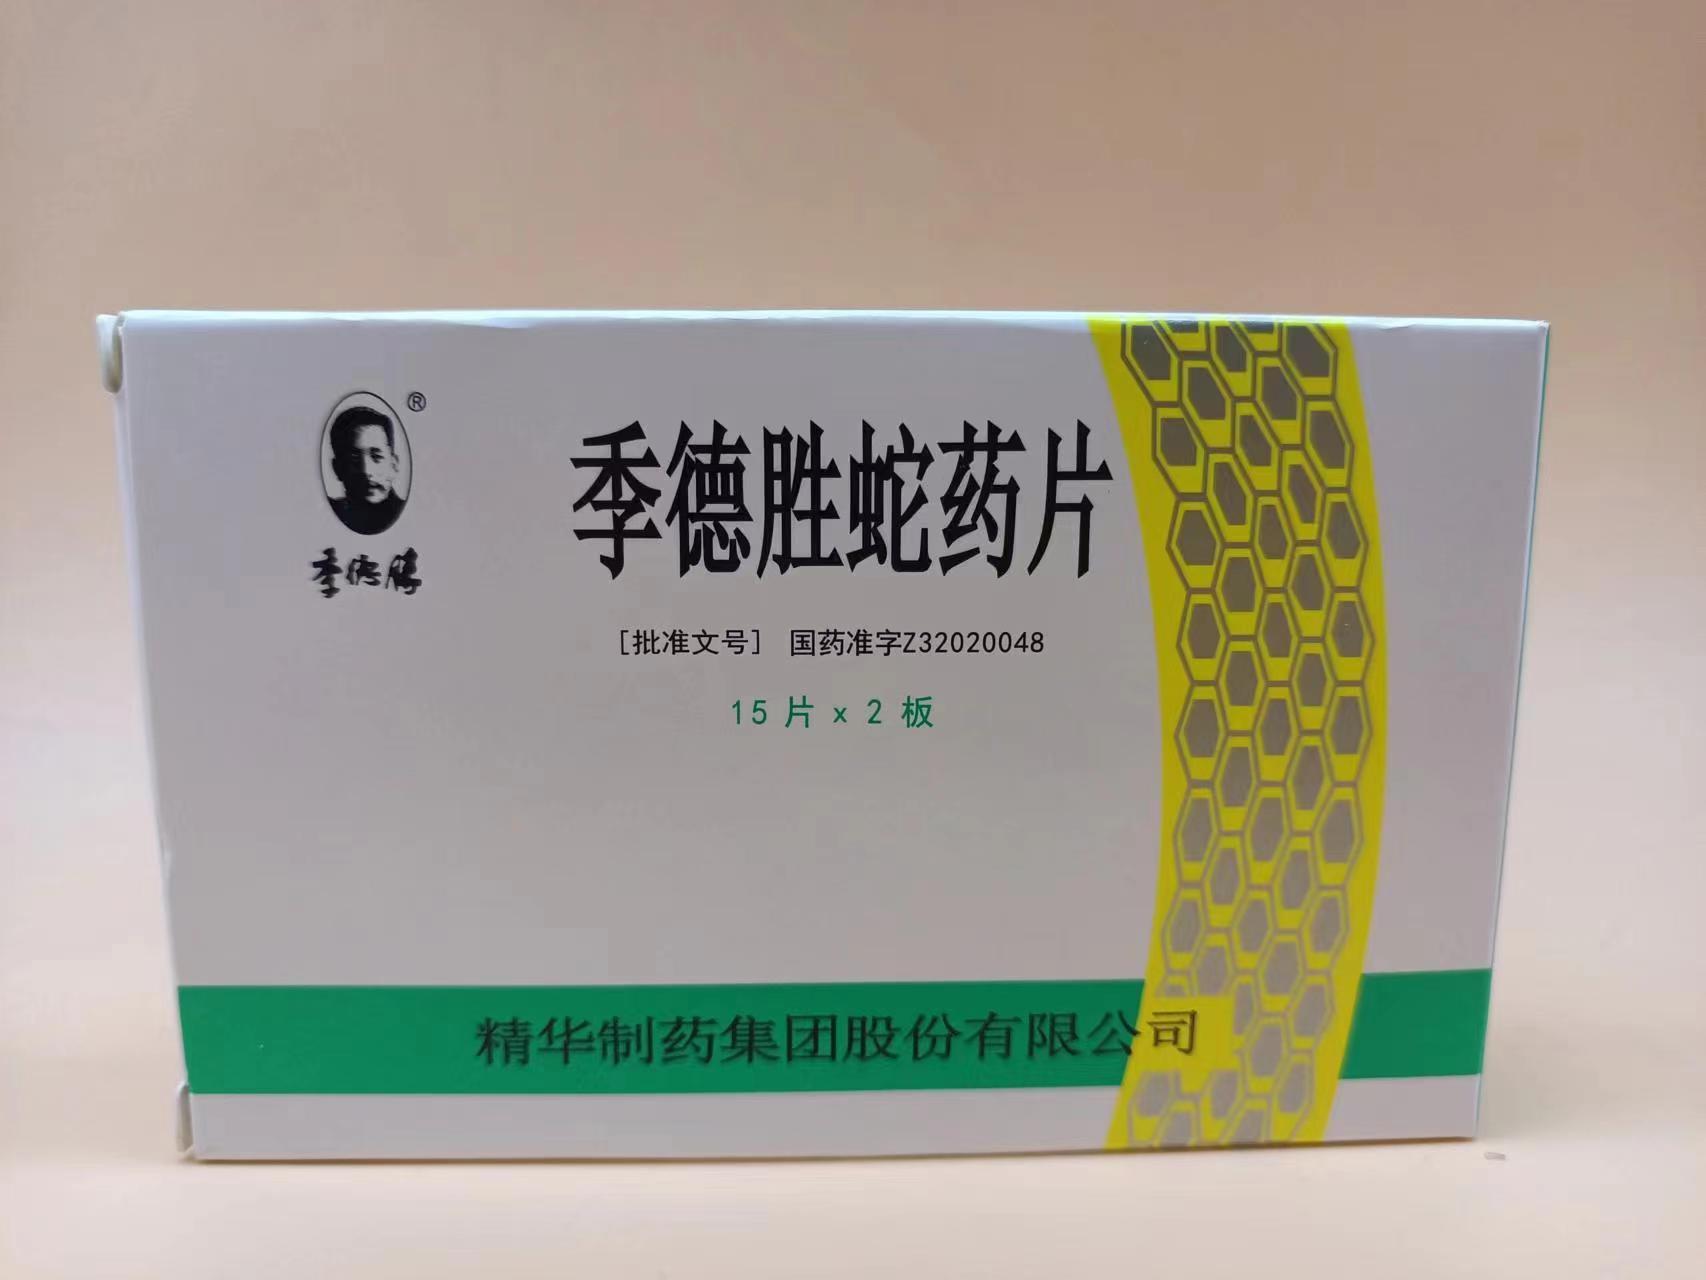 ®
季德胜
季德胜蛇药片
[批准文号] 国药准字Z32020048
15片x2板
精华制药集团股份有限公司